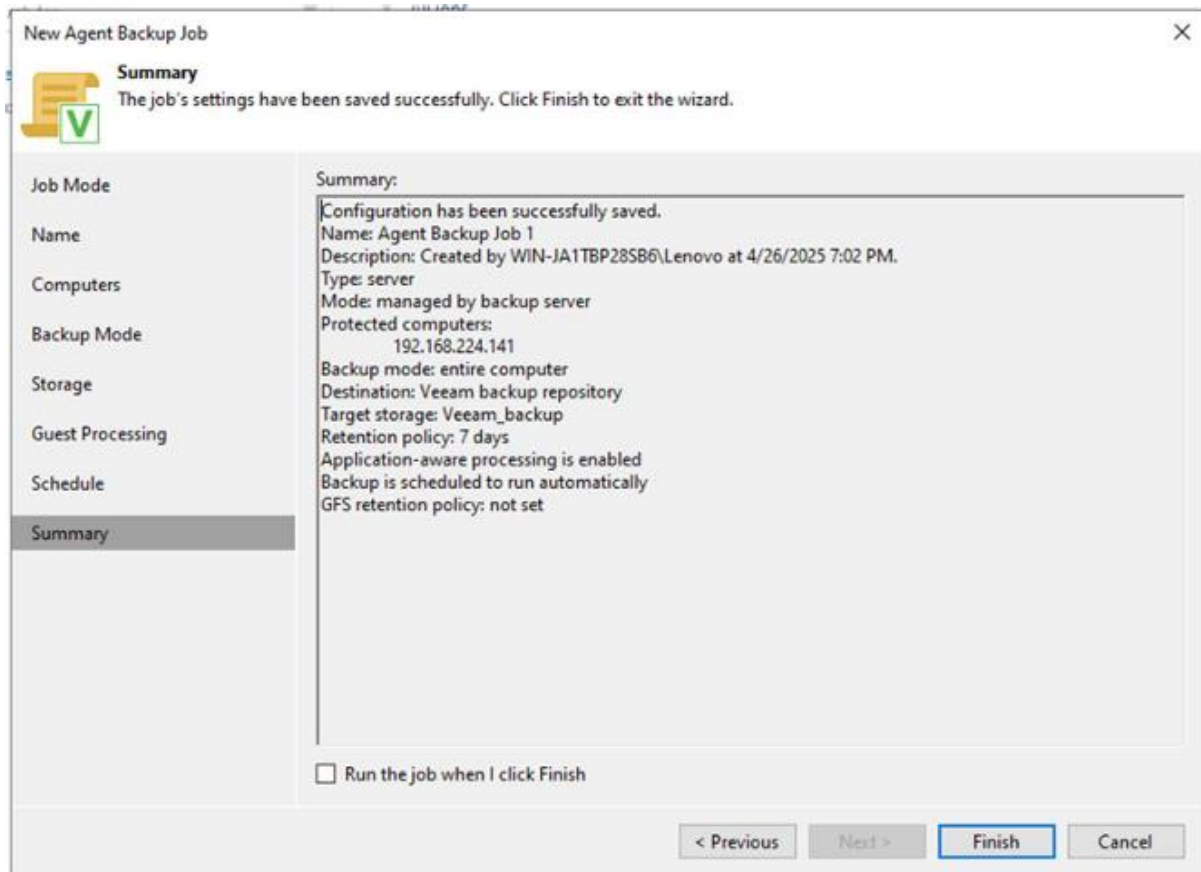 New Agent Backup Job
Summary
The job's settings have been saved successfully. Click Finish to exit the wizard.
V
Job Mode
Name
Computers
Backup Mode
Storage
Guest Processing
Schedule
Summary
Summary:
Configuration has been successfully saved.
Name: Agent Backup Job 1
Description: Created by WIN-JA1TBP28SB6\Lenovo at 4/26/2025 7:02 PM.
Type: server
Mode: managed by backup server
Protected computers:
192.168.224.141
Backup mode: entire computer
Destination: Veeam backup repository
Target storage: Veeam_backup
Retention policy: 7 days
Application-aware processing is enabled
Backup is scheduled to run automatically
GFS retention policy: not set
Run the job when I click Finish
< Previous
Next >
Finish
Cancel